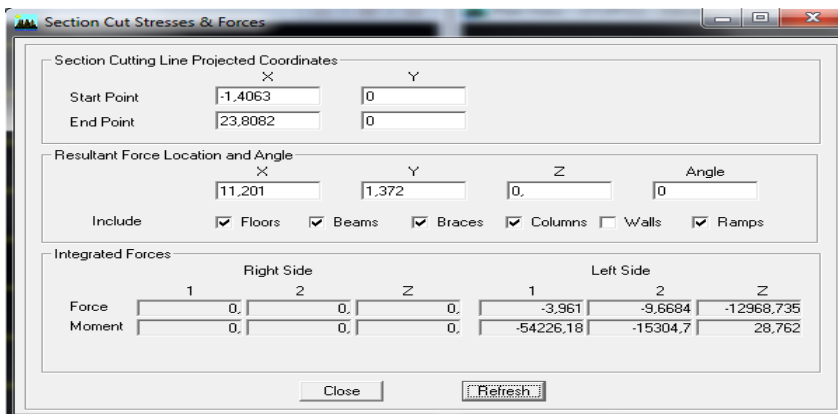 Section Cut Stresses & Forces
Section Cutting Line Projected Coordinates
X Y
Start Point -1,4063 0
End Point 23,8082 0
Resultant Force Location and Angle
X Y Z Angle
11,201 1,372 0, 0
Include Floors Beams Braces Columns Walls Ramps
Integrated Forces
Right Side Left Side
1 2 Z 1 2 Z
Force 0, 0, 0, -3,961 -9,6684 -12968,735
Moment 0, 0, 0, -54226,18 -15304,7 28,762
Close Refresh